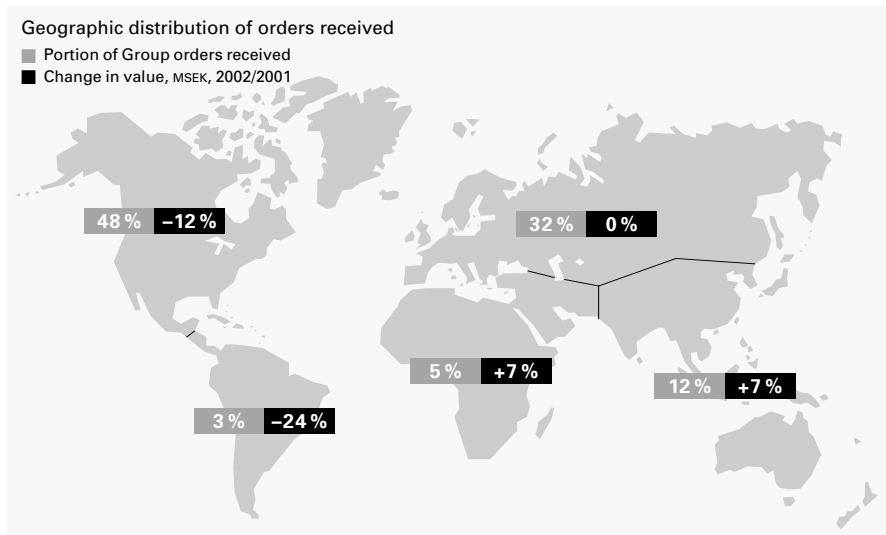 Geographic distribution of orders received
Portion of Group orders received
Change in value, MSEK, 2002/2001
48 % –12 %
32 % 0 %
5 % +7 %
12 % +7 %
3 % –24 %